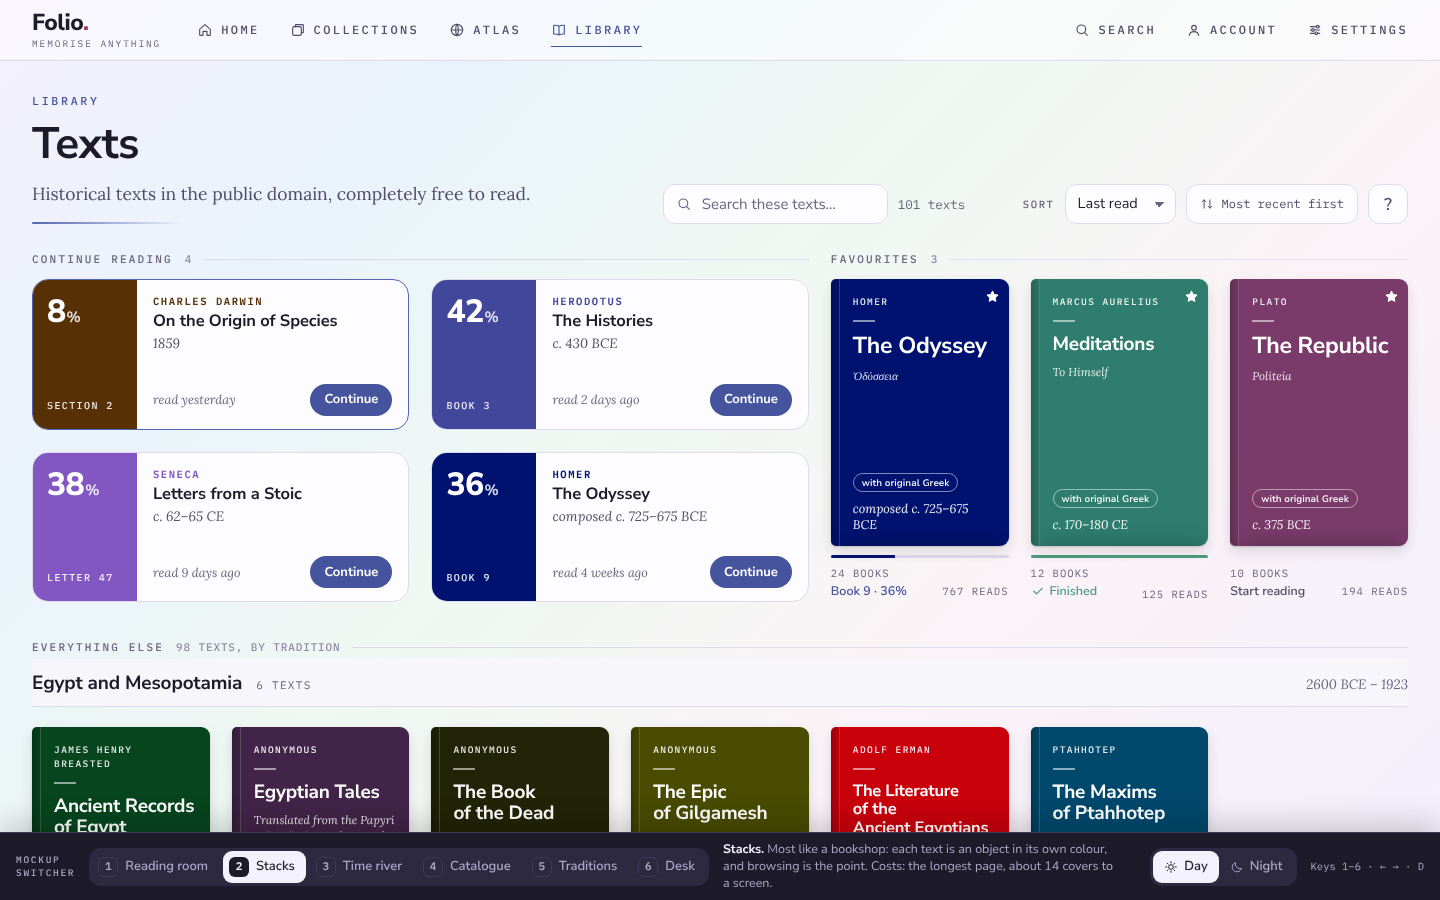 Folio.
MEMORISE ANYTHING
HOME
COLLECTIONS
ATLAS
LIBRARY
SEARCH
ACCOUNT
SETTINGS
LIBRARY
Texts
Historical texts in the public domain, completely free to read.
Search these texts...
101 texts
SORT
Last read
Most recent first
?
CONTINUE READING 4
8%
SECTION 2
CHARLES DARWIN
On the Origin of Species
1859
read yesterday
Continue
42%
BOOK 3
HERODOTUS
The Histories
c. 430 BCE
read 2 days ago
Continue
38%
LETTER 47
SENECA
Letters from a Stoic
c. 62–65 CE
read 9 days ago
Continue
36%
BOOK 9
HOMER
The Odyssey
composed c. 725–675 BCE
read 4 weeks ago
Continue
FAVOURITES 3
HOMER
The Odyssey
Ὀδύσσεια
with original Greek
composed c. 725–675
BCE
24 BOOKS
Book 9 · 36%
767 READS
MARCUS AURELIUS
Meditations
To Himself
with original Greek
c. 170–180 CE
12 BOOKS
Finished
125 READS
PLATO
The Republic
Politeia
with original Greek
c. 375 BCE
10 BOOKS
Start reading
194 READS
EVERYTHING ELSE 98 TEXTS, BY TRADITION
Egypt and Mesopotamia 6 TEXTS
2600 BCE – 1923
JAMES HENRY
BREASTED
Ancient Records
of Egypt
ANONYMOUS
Egyptian Tales
Translated from the Papyri
ANONYMOUS
The Book
of the Dead
ANONYMOUS
The Epic
of Gilgamesh
ADOLF ERMAN
The Literature
of the
Ancient Egyptians
PTAHHOTEP
The Maxims
of Ptahhotep
MOCKUP
SWITCHER
1 Reading room
2 Stacks
3 Time river
4 Catalogue
5 Traditions
6 Desk
Stacks. Most like a bookshop: each text is an object in its own colour,
and browsing is the point. Costs: the longest page, about 14 covers to
a screen.
Day
Night
Keys 1–6 · ← → · D